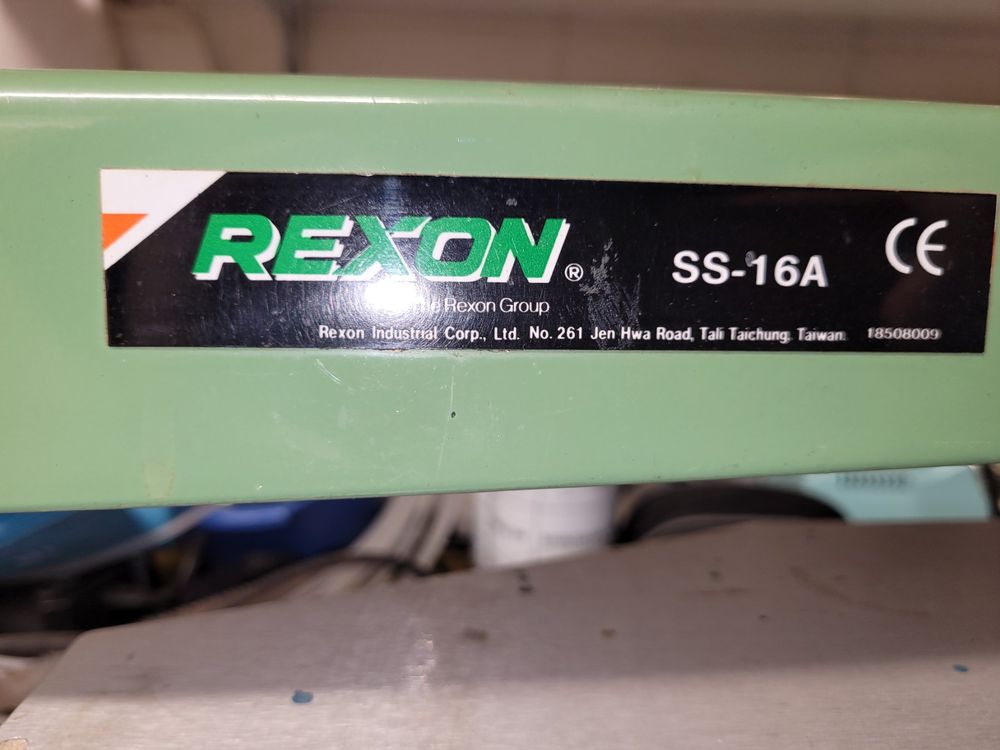 REXON®
SS-16A
CE
Rexon Group
Rexon Industrial Corp., Ltd. No. 261 Jen Hwa Road, Tali Taichung, Taiwan. 18508009